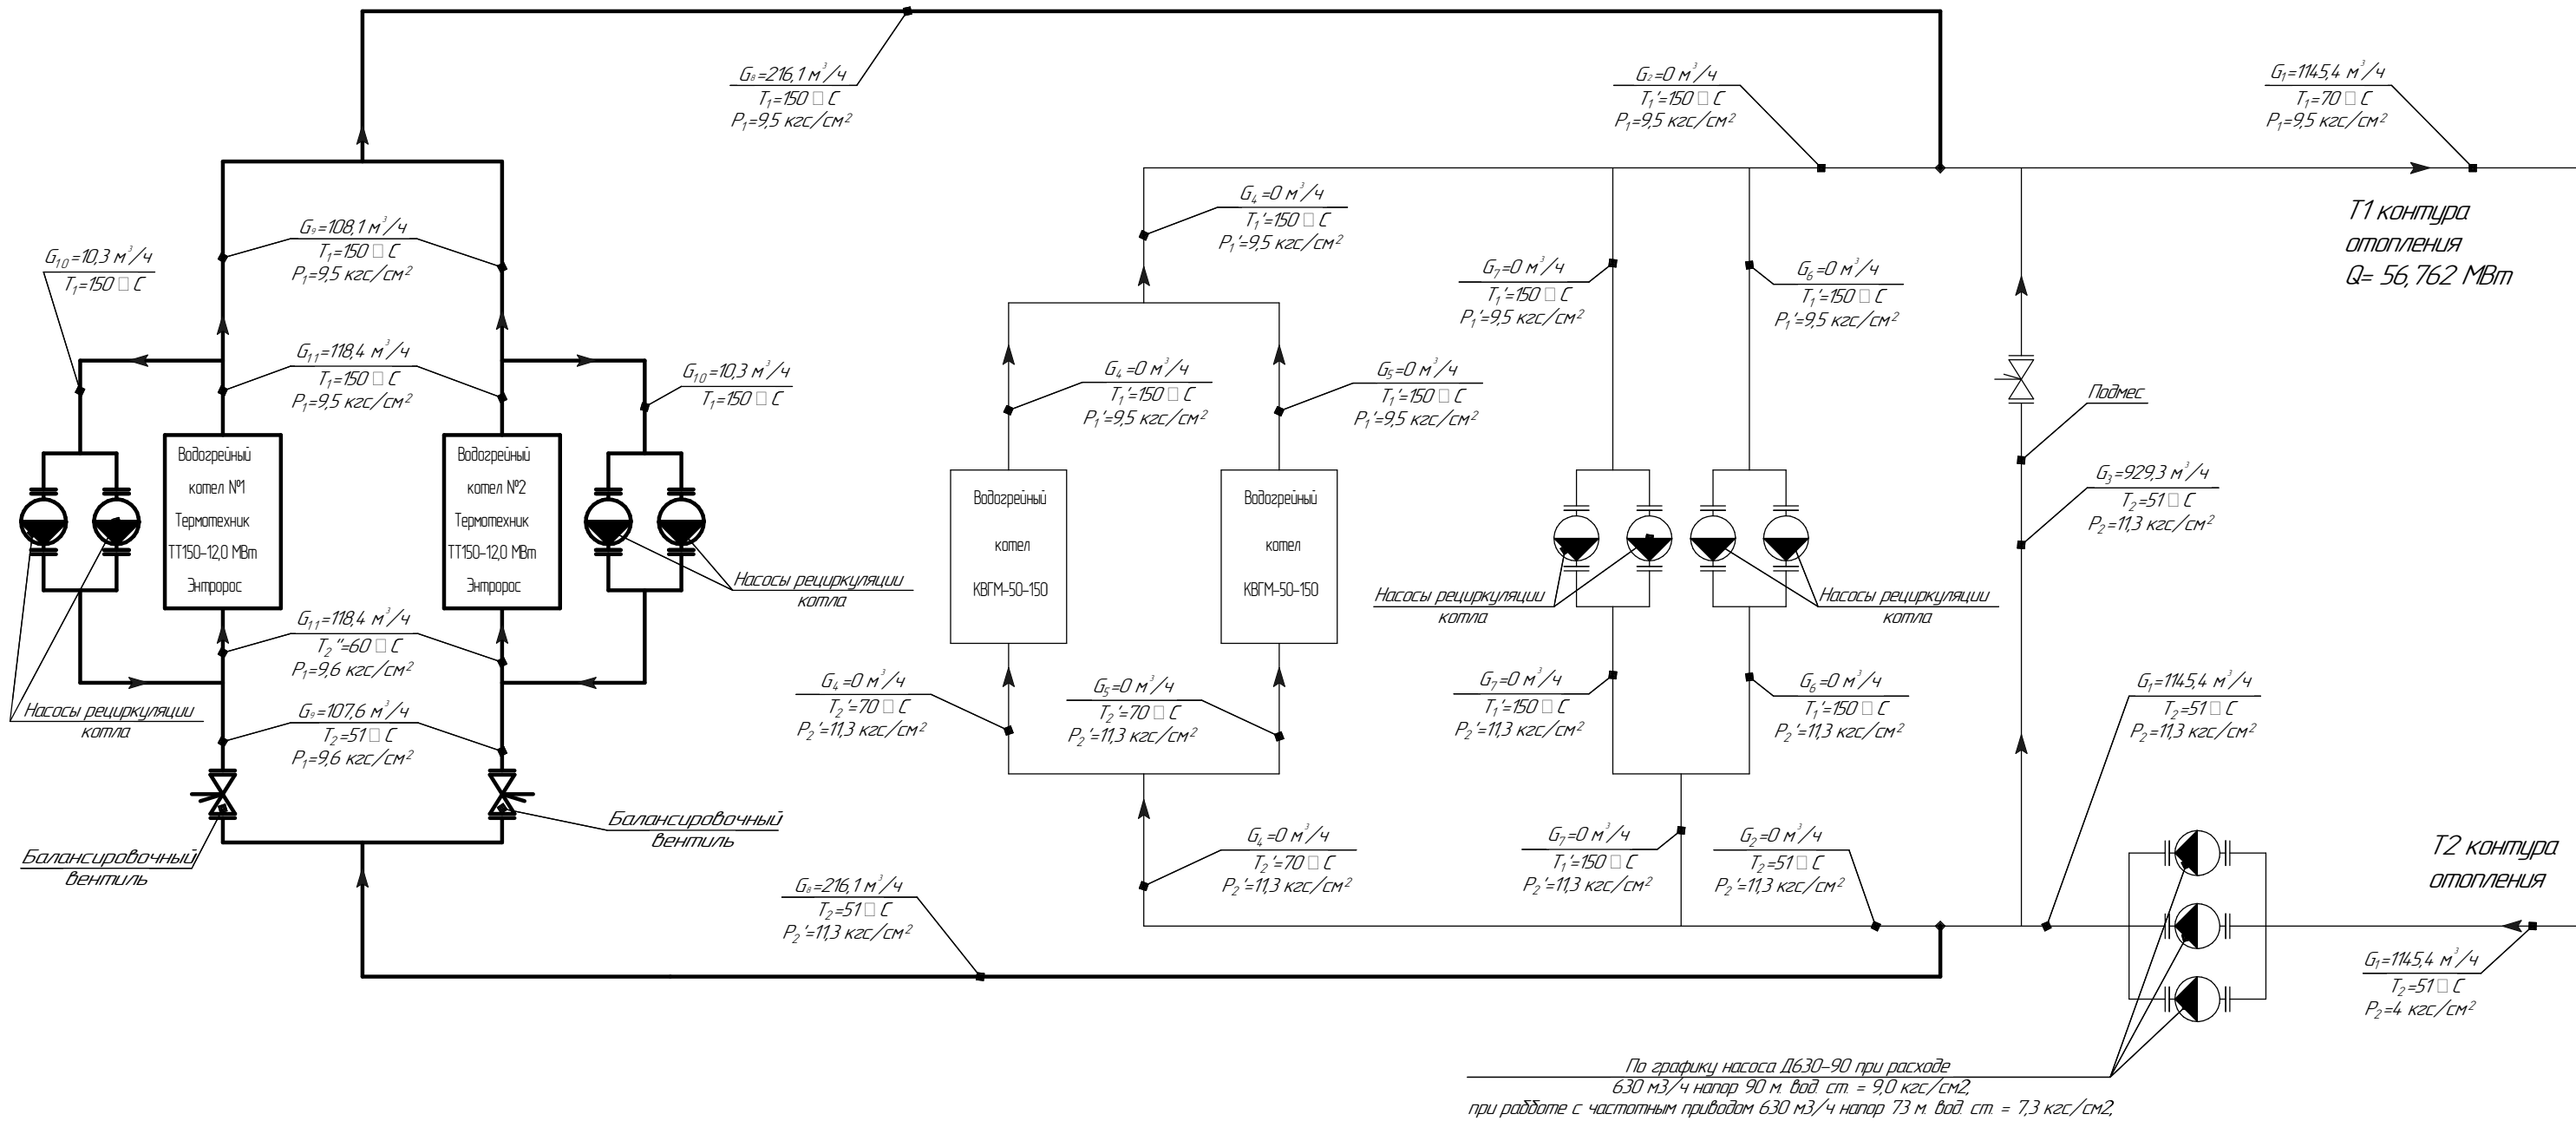 G₈=216,1 м³/ч
T₁=150 □ C
P₁=9,5 кгс/см²
G₂=0 м³/ч
T₁'=150 □ C
P₁=9,5 кгс/см²
G₁=1145,4 м³/ч
T₁=70 □ C
P₁=9,5 кгс/см²
T1 контура
отопления
Q= 56,762 МВт
G₉=108,1 м³/ч
T₁=150 □ C
P₁=9,5 кгс/см²
G₁₀=10,3 м³/ч
T₁=150 □ C
G₁₁=118,4 м³/ч
T₁=150 □ C
P₁=9,5 кгс/см²
G₁₀=10,3 м³/ч
T₁=150 □ C
G₄=0 м³/ч
T₁'=150 □ C
P₁'=9,5 кгс/см²
G₄=0 м³/ч
T₁'=150 □ C
P₁'=9,5 кгс/см²
G₅=0 м³/ч
T₁'=150 □ C
P₁'=9,5 кгс/см²
G₇=0 м³/ч
T₁'=150 □ C
P₁'=9,5 кгс/см²
G₆=0 м³/ч
T₁'=150 □ C
P₁'=9,5 кгс/см²
Подмес
G₃=929,3 м³/ч
T₂=51 □ C
P₂=11,3 кгс/см²
Водогрейный
котел №1
Термотехник
ТТ150-12,0 МВт
Энтророс
Водогрейный
котел №2
Термотехник
ТТ150-12,0 МВт
Энтророс
Водогрейный
котел
КВГМ-50-150
Водогрейный
котел
КВГМ-50-150
Насосы рециркуляции
котла
Насосы рециркуляции
котла
Насосы рециркуляции
котла
Насосы рециркуляции
котла
G₁₁=118,4 м³/ч
T₂''=60 □ C
P₁=9,6 кгс/см²
G₉=107,6 м³/ч
T₂=51 □ C
P₁=9,6 кгс/см²
G₄=0 м³/ч
T₂'=70 □ C
P₂'=11,3 кгс/см²
G₅=0 м³/ч
T₂'=70 □ C
P₂'=11,3 кгс/см²
G₇=0 м³/ч
T₁'=150 □ C
P₂'=11,3 кгс/см²
G₆=0 м³/ч
T₁'=150 □ C
P₂'=11,3 кгс/см²
G₁=1145,4 м³/ч
T₂=51 □ C
P₂=11,3 кгс/см²
Балансировочный
вентиль
Балансировочный
вентиль
G₈=216,1 м³/ч
T₂=51 □ C
P₂'=11,3 кгс/см²
G₄=0 м³/ч
T₂'=70 □ C
P₂'=11,3 кгс/см²
G₇=0 м³/ч
T₁'=150 □ C
P₂'=11,3 кгс/см²
G₂=0 м³/ч
T₂=51 □ C
P₂'=11,3 кгс/см²
T2 контура
отопления
G₁=1145,4 м³/ч
T₂=51 □ C
P₂=4 кгс/см²
По графику насоса Д630-90 при расходе
630 м3/ч напор 90 м. вод. ст. = 9,0 кгс/см2,
при рабботе с частотным приводом 630 м3/ч напор 73 м. вод. ст. = 7,3 кгс/см2,